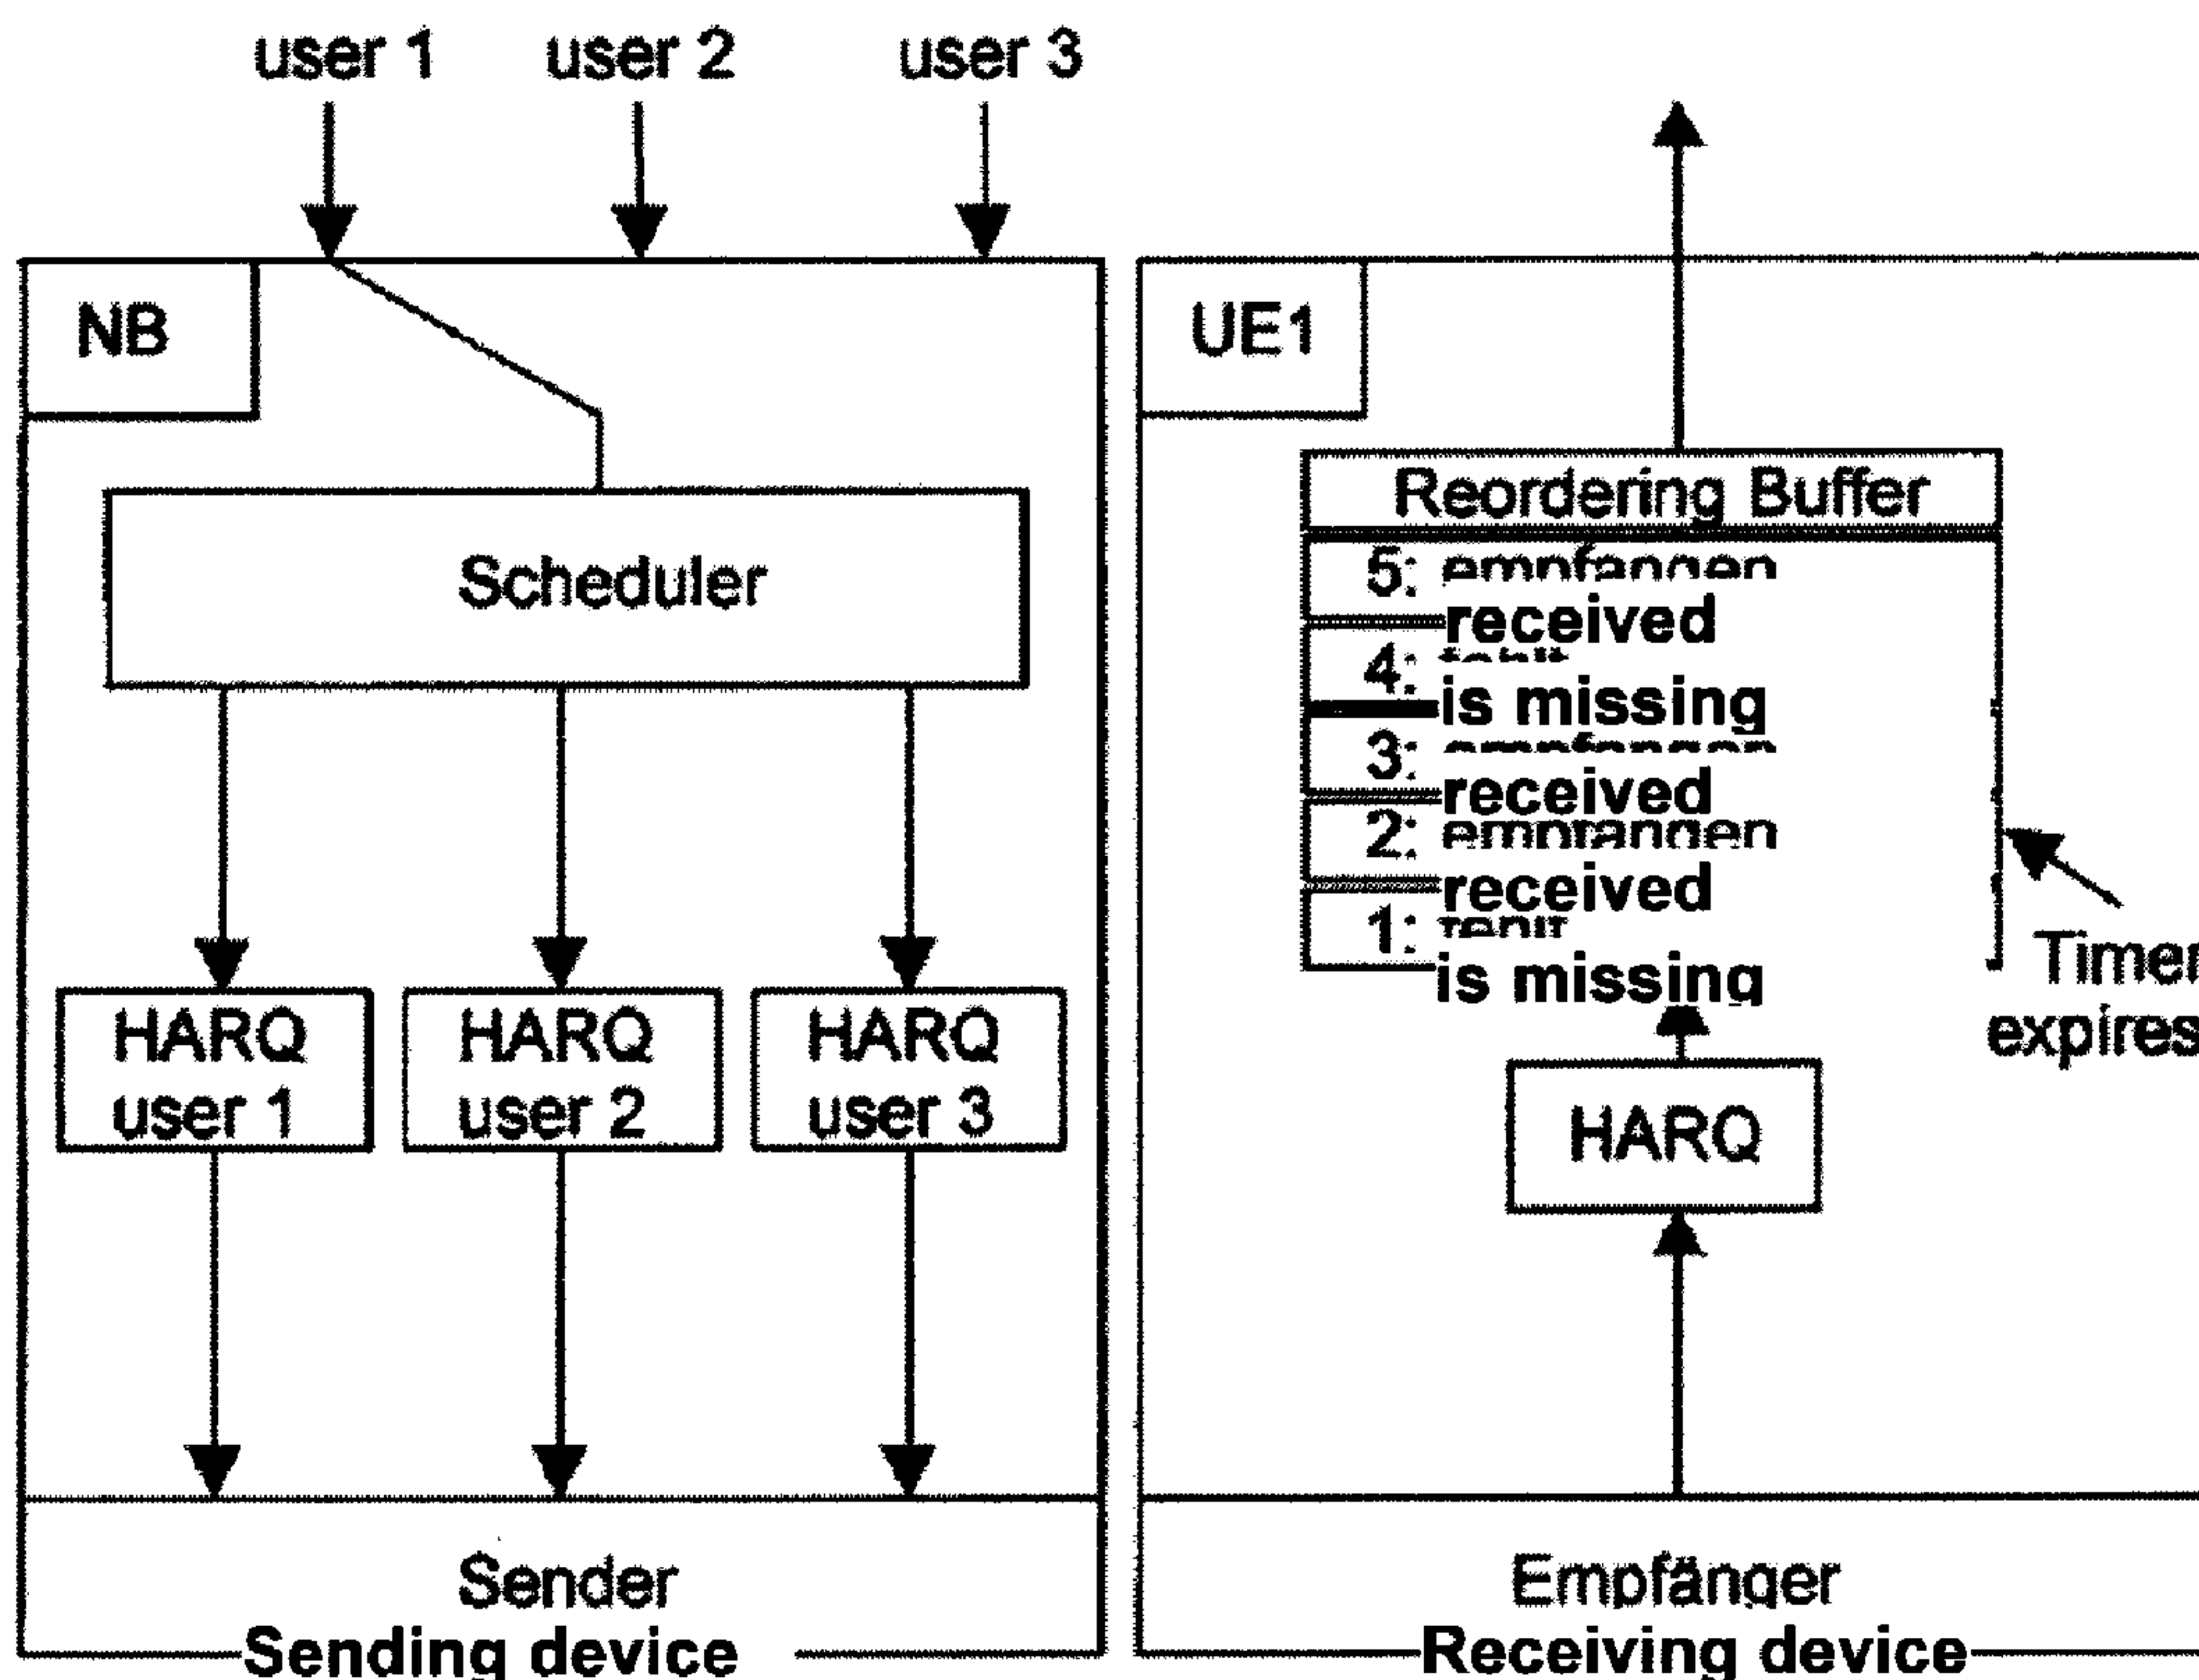 user 1 user 2 user 3
NB
Scheduler
HARQ
user 1
HARQ
user 2
HARQ
user 3
Sender
Sending device
UE1
Reordering Buffer
5: empfangen
received
4:
is missing
3: empfangen
received
2: empfangen
received
1: fehlt
is missing
Timer
expires
HARQ
Empfänger
Receiving device